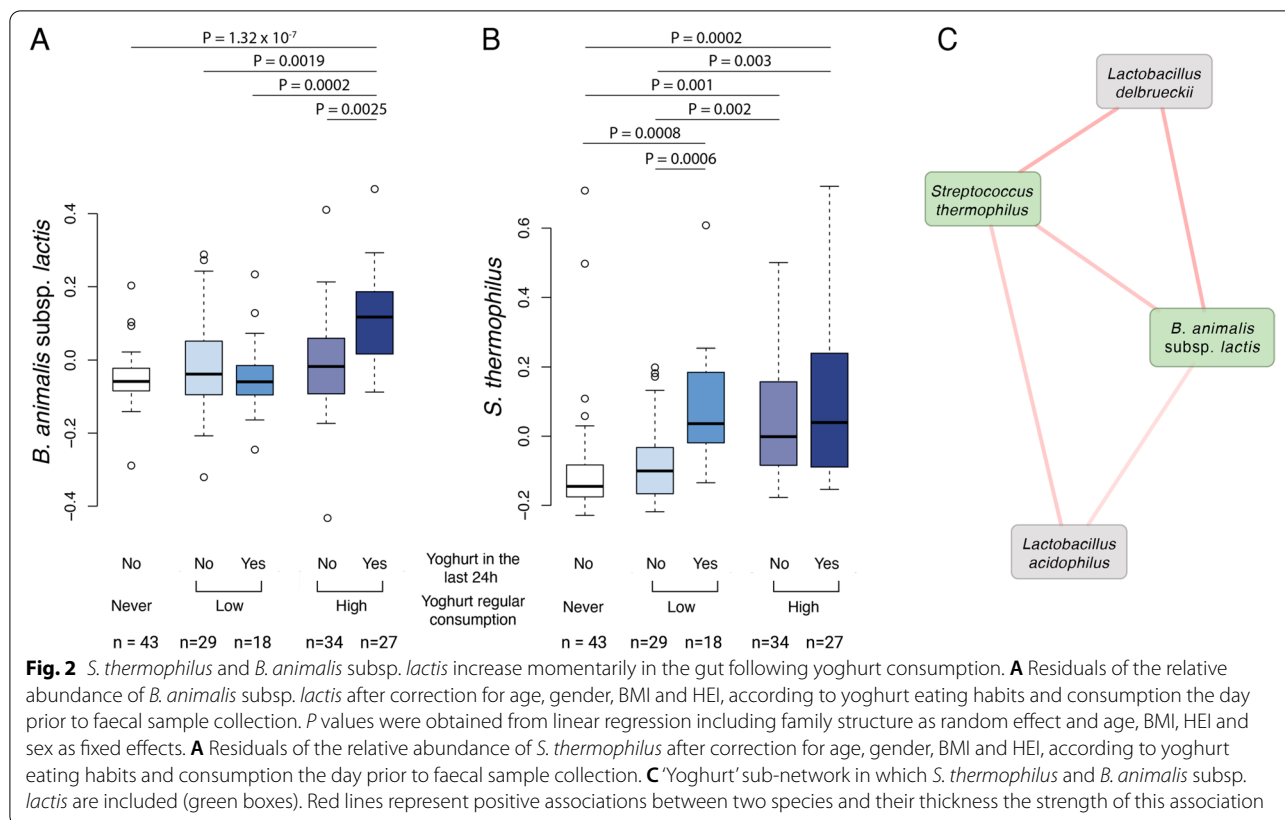 A
P = 1.32 x 10-7
P = 0.0019
P = 0.0002
P = 0.0025
B. animalis subsp. lactis
0.4
0.2
0.0
−0.2
−0.4
No
No Yes
No Yes
Never
Low
High
n = 43
n=29 n=18
n=34 n=27
Yoghurt in the
last 24h
Yoghurt regular
consumption
B
P = 0.0002
P = 0.003
P = 0.001
P = 0.002
P = 0.0008
P = 0.0006
S. thermophilus
0.6
0.4
0.2
0.0
−0.2
No
No Yes
No Yes
Never
Low
High
n = 43
n=29 n=18
n=34 n=27
C
Lactobacillus
delbrueckii
Streptococcus
thermophilus
B. animalis
subsp. lactis
Lactobacillus
acidophilus
Fig. 2 S. thermophilus and B. animalis subsp. lactis increase momentarily in the gut following yoghurt consumption. A Residuals of the relative
abundance of B. animalis subsp. lactis after correction for age, gender, BMI and HEI, according to yoghurt eating habits and consumption the day
prior to faecal sample collection. P values were obtained from linear regression including family structure as random effect and age, BMI, HEI and
sex as fixed effects. A Residuals of the relative abundance of S. thermophilus after correction for age, gender, BMI and HEI, according to yoghurt
eating habits and consumption the day prior to faecal sample collection. C ‘Yoghurt’ sub-network in which S. thermophilus and B. animalis subsp.
lactis are included (green boxes). Red lines represent positive associations between two species and their thickness the strength of this association